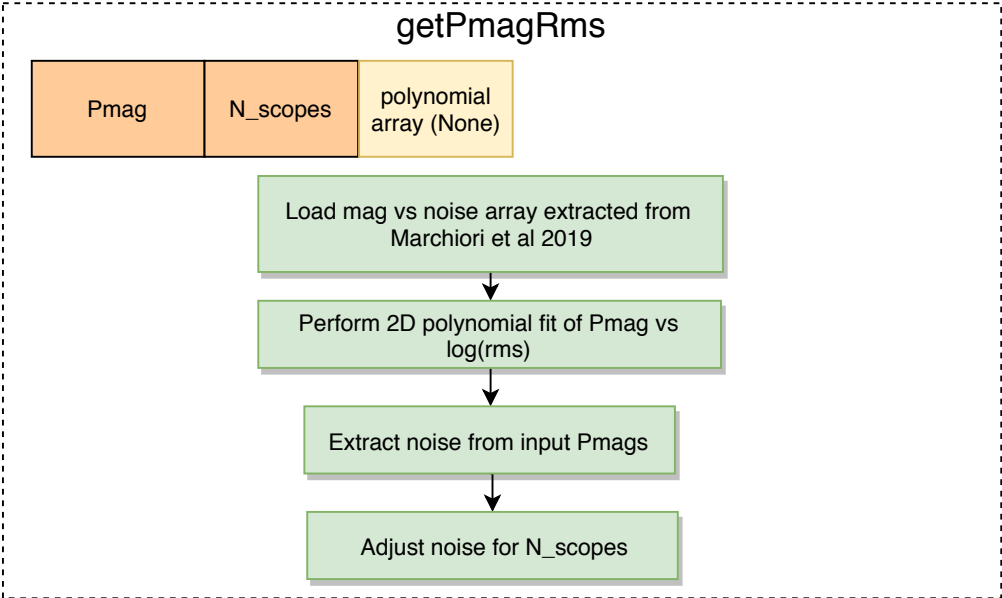 getPmagRms
Pmag
N_scopes
polynomial
array (None)
Load mag vs noise array extracted from
Marchiori et al 2019
Perform 2D polynomial fit of Pmag vs
log(rms)
Extract noise from input Pmags
Adjust noise for N_scopes